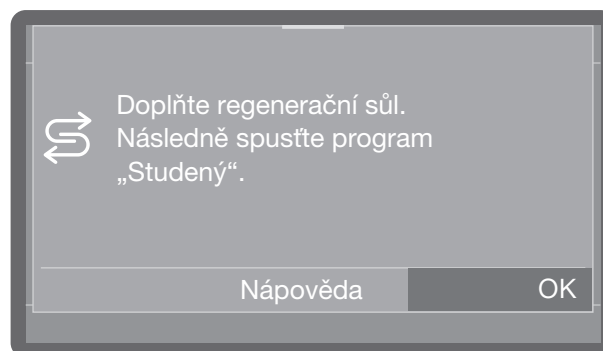 Doplňte regenerační sůl.
Následně spusťte program
„Studený“.
Nápověda
OK